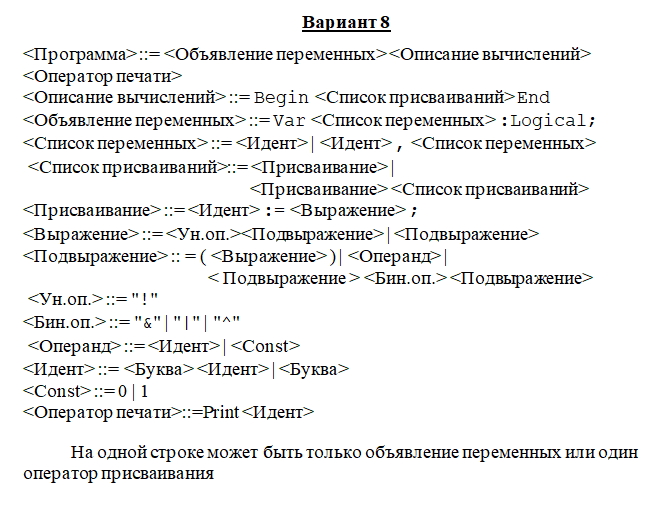 Вариант 8
<Программа>::= <Объявление переменных><Описание вычислений>
<Оператор печати>
<Описание вычислений> ::= Begin <Список присваиваний> End
<Объявление переменных> ::= Var <Список переменных> :Logical;
<Список переменных> ::= <Идент> | <Идент> , <Список переменных>
<Список присваиваний>::= <Присваивание> |
<Присваивание> <Список присваиваний>
<Присваивание> ::= <Идент> := <Выражение> ;
<Выражение> ::= <Ун.оп.><Подвыражение> | <Подвыражение>
<Подвыражение> :: = ( <Выражение> ) | <Операнд> |
< Подвыражение > <Бин.оп.> <Подвыражение>
<Ун.оп.> ::= "!"
<Бин.оп.> ::= "&" | "|" | "^"
<Операнд> ::= <Идент> | <Const>
<Идент> ::= <Буква> <Идент> | <Буква>
<Const> ::= 0 | 1
<Оператор печати>::=Print <Идент>
На одной строке может быть только объявление переменных или один
оператор присваивания